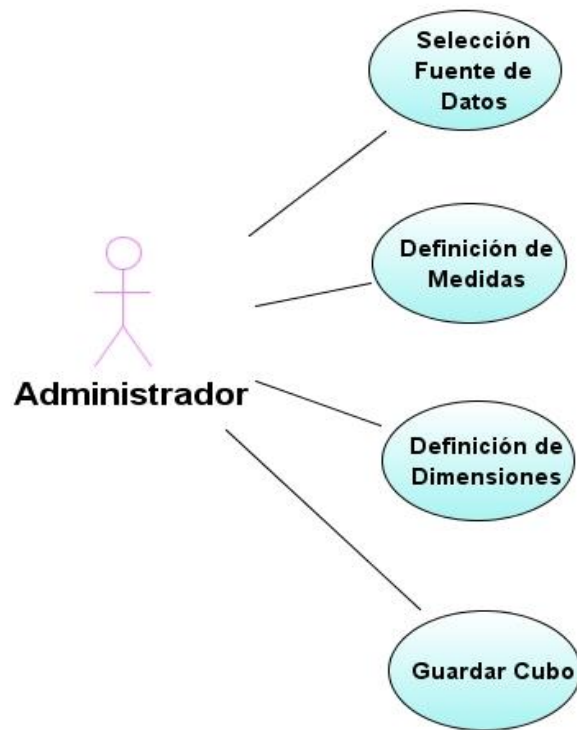 Selección
Fuente de
Datos
Definición de
Medidas
Administrador
Definición de
Dimensiones
Guardar Cubo